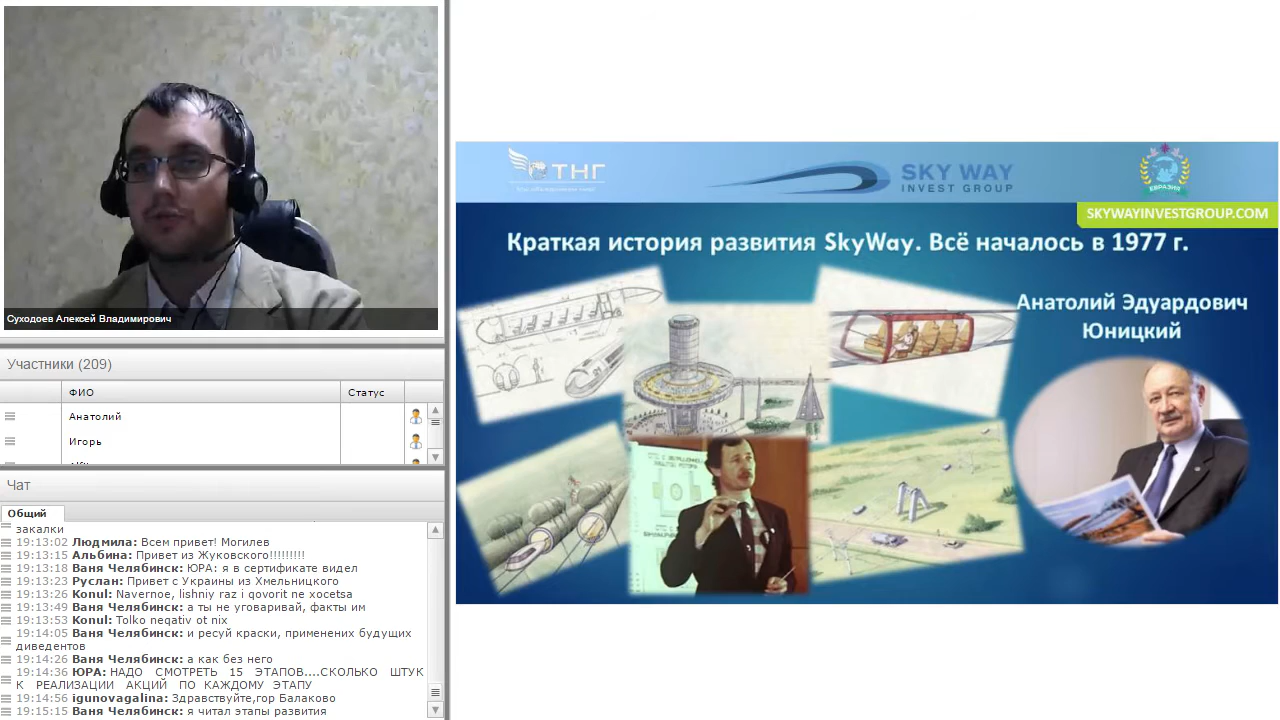 Суходоев Алексей Владимирович
Участники (209)
ФИО
Статус
Анатолий
Игорь
Чат
Общий
закалки
19:13:02 Людмила: Всем привет! Могилев
19:13:15 Альбина: Привет из Жуковского!!!!!!!!!
19:13:18 Ваня Челябинск: ЮРА: я в сертификате видел
19:13:23 Руслан: Привет с Украины из Хмельницкого
19:13:26 Konul: Navernoe, lishniy raz i qovorit ne xocetsa
19:13:49 Ваня Челябинск: а ты не уговаривай, факты им
19:13:53 Konul: Tolko neqativ ot nix
19:14:05 Ваня Челябинск: и ресуй краски, применених будущих
диведентов
19:14:26 Ваня Челябинск: а как без него
19:14:36 ЮРА: НАДО СМОТРЕТЬ 15 ЭТАПОВ....СКОЛЬКО ШТУК
К РЕАЛИЗАЦИИ АКЦИЙ ПО КАЖДОМУ ЭТАПУ
19:14:56 igunovagalina: Здравствуйте,гор Балаково
19:15:15 Ваня Челябинск: я читал этапы развития
ТНГ
SKY WAY
INVEST GROUP
ЕВРАЗИЯ
SKYWAYINVESTGROUP.COM
Краткая история развития SkyWay. Всё началось в 1977 г.
Анатолий Эдуардович
Юницкий